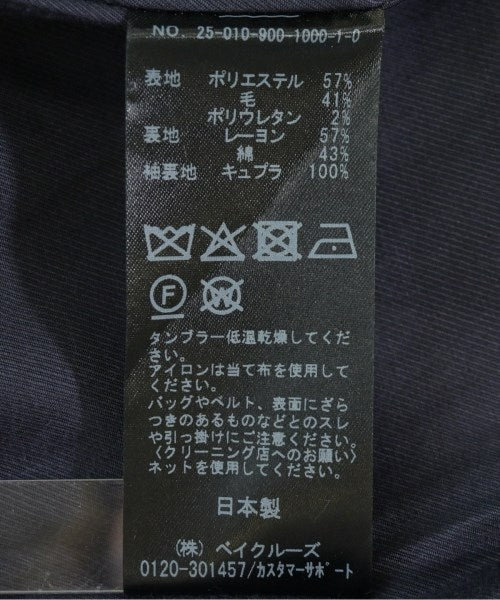 NO. 25-010-900-1000-1-0
表地 ポリエステル 57%
毛 41%
ポリウレタン 2%
裏地 レーヨン 57%
綿 43%
袖裏地 キュプラ 100%
F W
タンブラー低温乾燥してくだ
さい。
アイロンは当て布を使用して
ください。
バッグやベルト、表面にざら
つきのあるものなどとのスレ
や引っ掛けにご注意ください。
〈クリーニング店へのお願い〉
ネットを使用してください。
日本製
(株) ベイクルーズ
0120-301457/カスタマーサポート